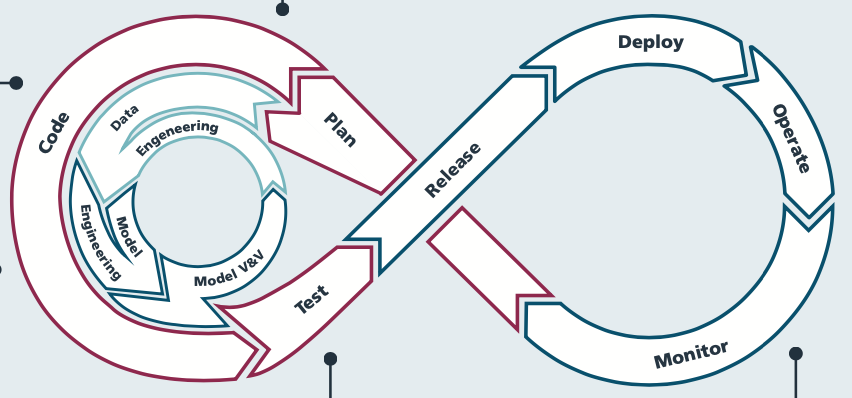 Code
Data
Engeneering
Engineering
Model
Model V&V
Plan
Test
Release
Deploy
Operate
Monitor